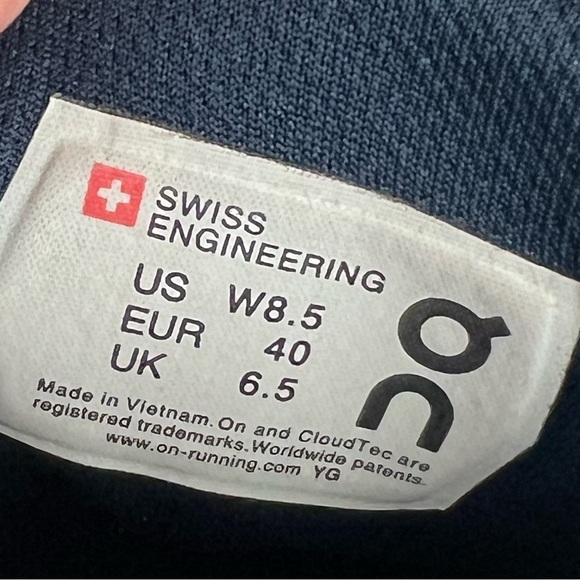 SWISS
ENGINEERING
US W8.5
EUR 40
UK 6.5
On
Made in Vietnam. On and CloudTec are
registered trademarks. Worldwide patents.
www.on-running.com YG